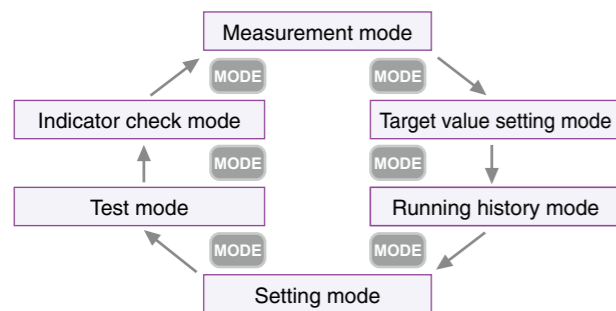 Measurement mode
MODE
MODE
Indicator check mode
Target value setting mode
MODE
MODE
Test mode
Running history mode
MODE
MODE
Setting mode